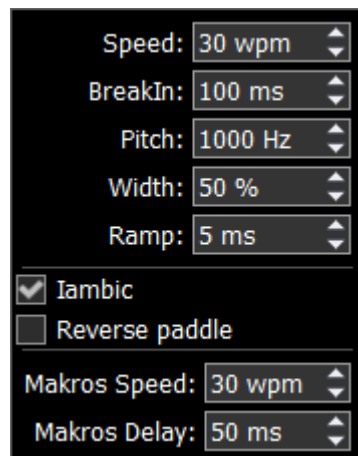 Speed: 30 wpm
BreakIn: 100 ms
Pitch: 1000 Hz
Width: 50 %
Ramp: 5 ms
Iambic
Reverse paddle
Makros Speed: 30 wpm
Makros Delay: 50 ms